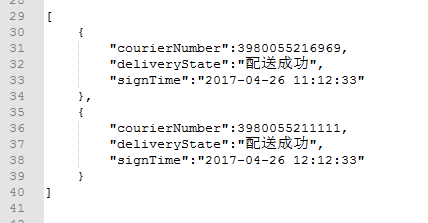 28
29 [
30 {
31 "courierNumber":3980055216969,
32 "deliveryState":"配送成功",
33 "signTime":"2017-04-26 11:12:33"
34 },
35 {
36 "courierNumber":3980055211111,
37 "deliveryState":"配送成功",
38 "signTime":"2017-04-26 12:12:33"
39 }
40 ]
41